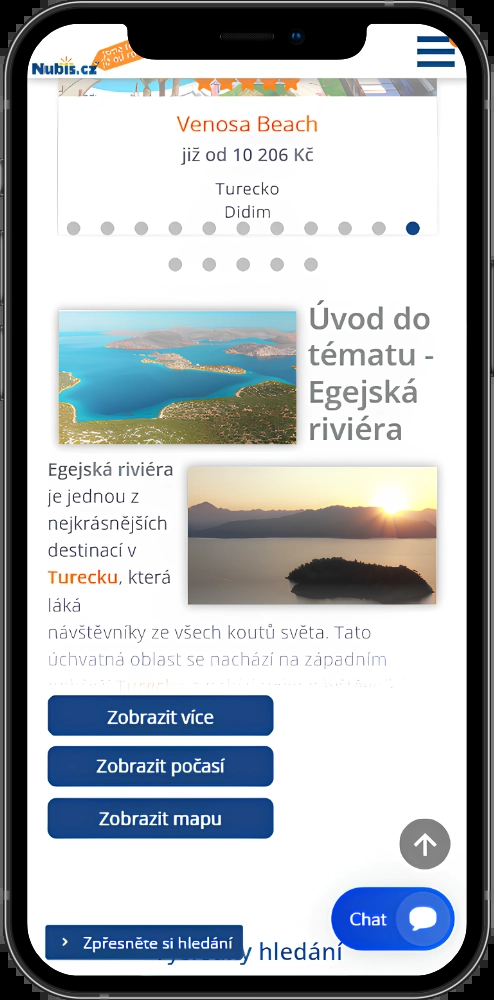 Nubis.cz
Venosa Beach
již od 10 206 Kč
Turecko
Didim
Úvod do
tématu -
Egejská
riviéra
Egejská riviéra
je jednou z
nejkrásnějších
destinací v
Turecku, která
láká
návštěvníky ze všech koutů světa. Tato
úchvatná oblast se nachází na západním
Zobrazit více
Zobrazit počasí
Zobrazit mapu
Chat
Zpřesněte si hledání
hledání